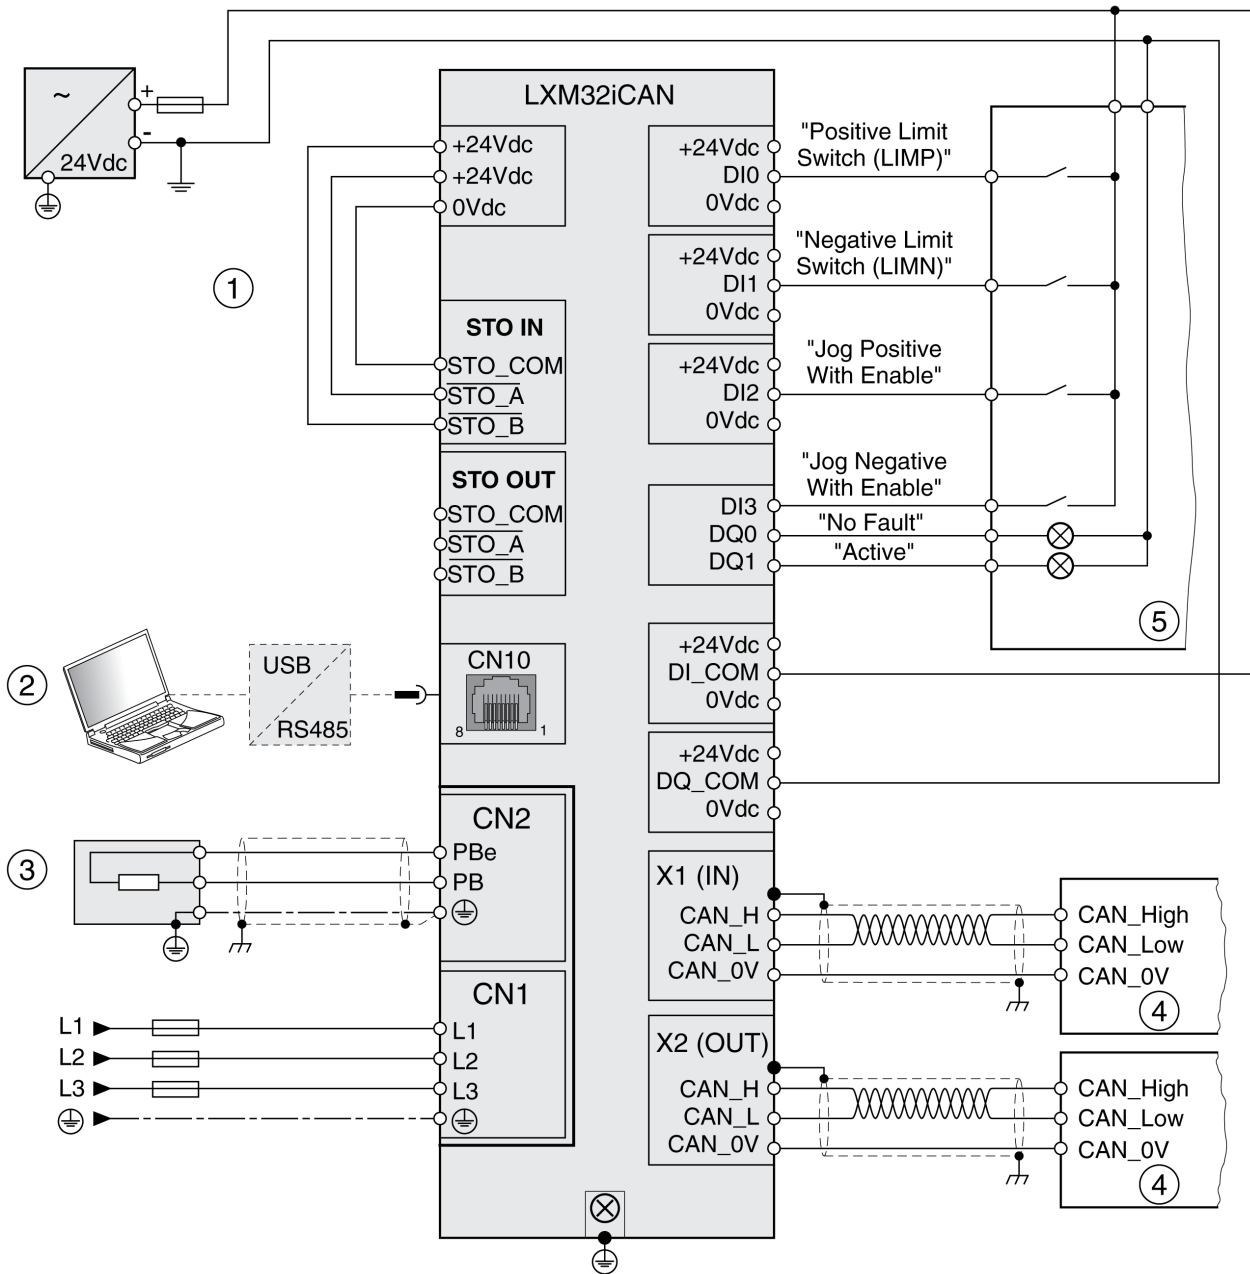 ~
+
-
24Vdc
LXM32iCAN
+24Vdc
+24Vdc
0Vdc
1
STO IN
STO_COM
STO_A
STO_B
STO OUT
STO_COM
STO_A
STO_B
2
USB
RS485
CN10
8
1
3
CN2
PBe
PB
CN1
L1
L2
L3
L1
L2
L3
+24Vdc
DI0
0Vdc
"Positive Limit
Switch (LIMP)"
+24Vdc
DI1
0Vdc
"Negative Limit
Switch (LIMN)"
+24Vdc
DI2
0Vdc
"Jog Positive
With Enable"
DI3
DQ0
DQ1
"Jog Negative
With Enable"
"No Fault"
"Active"
5
+24Vdc
DI_COM
0Vdc
+24Vdc
DQ_COM
0Vdc
X1 (IN)
CAN_H
CAN_L
CAN_0V
CAN_High
CAN_Low
CAN_0V
4
X2 (OUT)
CAN_H
CAN_L
CAN_0V
CAN_High
CAN_Low
CAN_0V
4